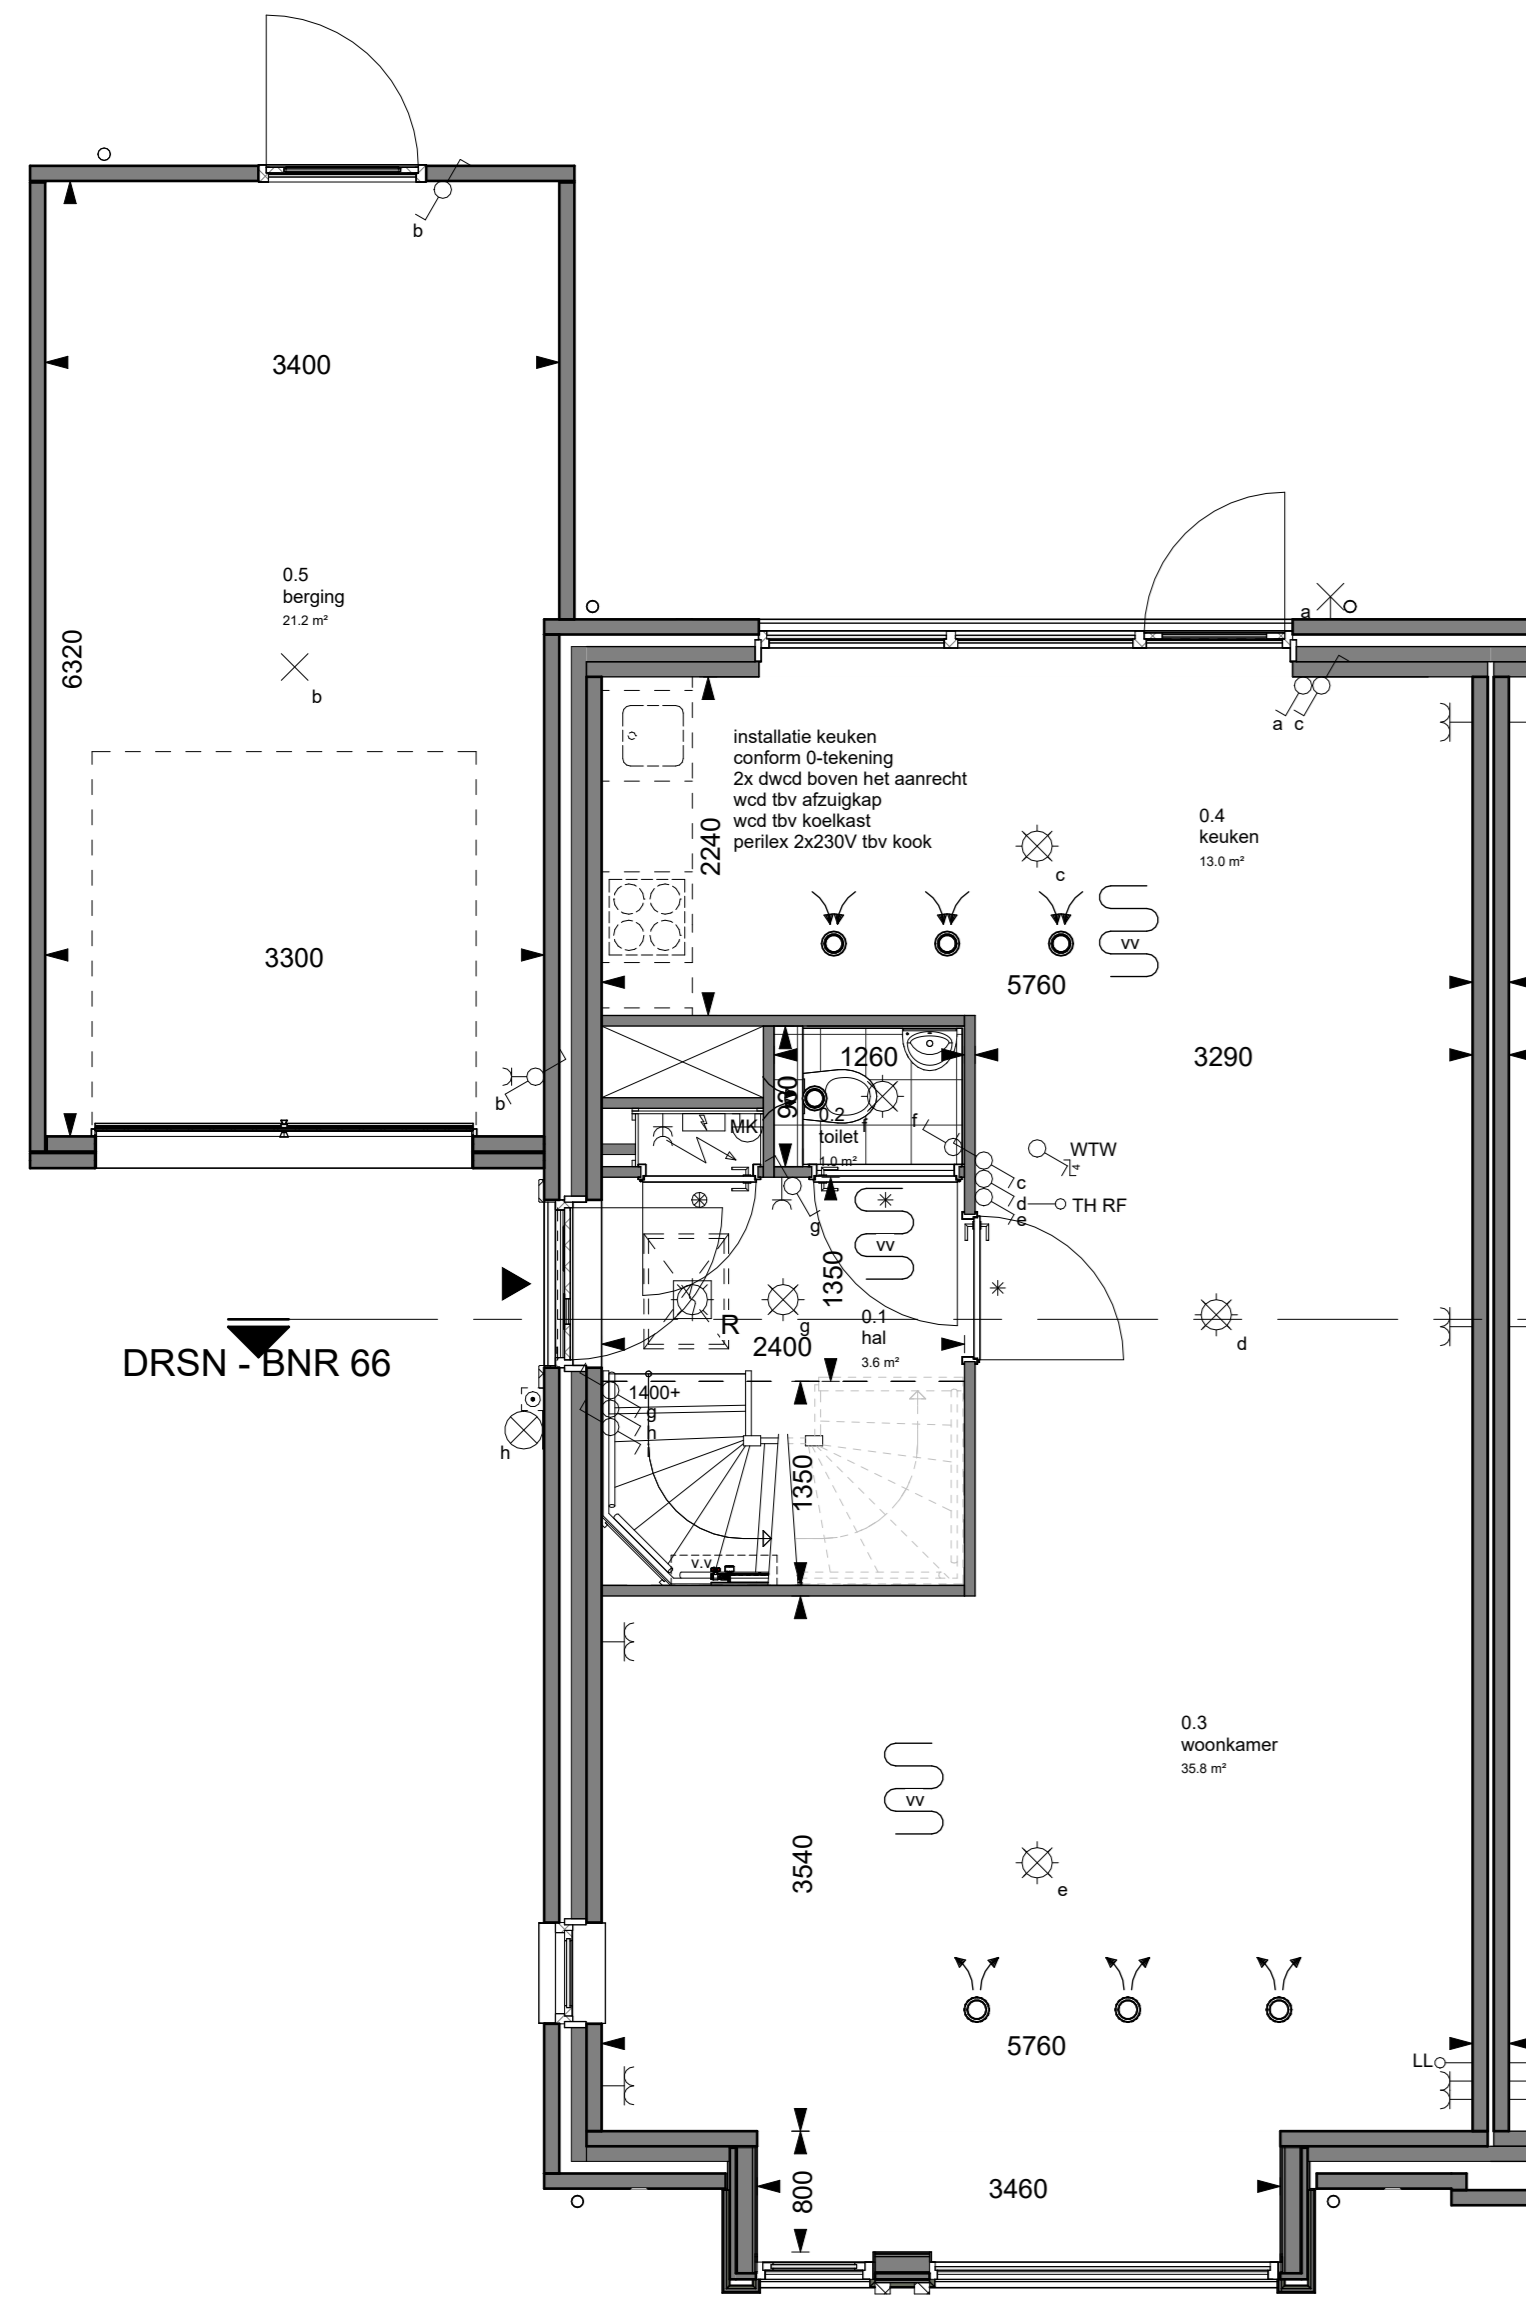 b
3400
0.5
berging
21.2 m²
6320
b
a
a c
installatie keuken
conform 0-tekening
2x dwcd boven het aanrecht
wcd tbv afzuigkap
wcd tbv koelkast
perilex 2x230V tbv kook
2240
0.4
keuken
13.0 m²
c
vv
3300
5760
1260
3290
930
b
MK
0.2
toilet
1.0 m²
f
f
WTW
4
c
d
e
TH RF
g
vv
1350
R
g
2400
0.1
hal
3.6 m²
d
DRSN - BNR 66
1400+
g
h
h
1350
v.v
0.3
woonkamer
35.8 m²
vv
3540
e
5760
LL
800
3460